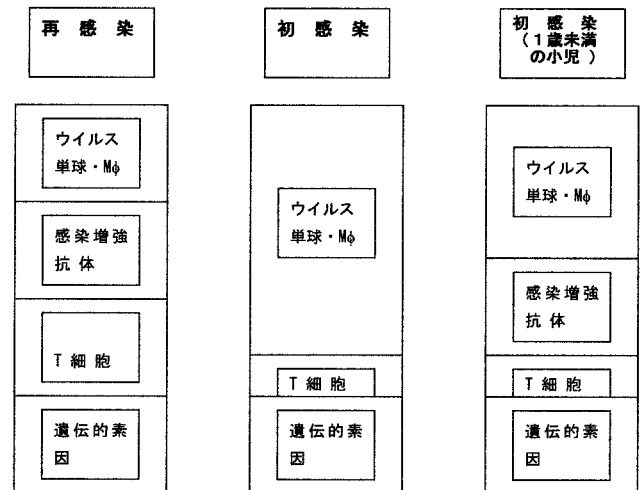 再 感 染
ウイルス
単球・Mφ
感染増強
抗 体
T 細 胞
遺伝的素
因
初 感 染
ウイルス
単球・Mφ
T 細 胞
遺伝的素
因
初 感 染
(1歳未満
の小児 )
ウイルス
単球・Mφ
感染増強
抗 体
T 細 胞
遺伝的素
因